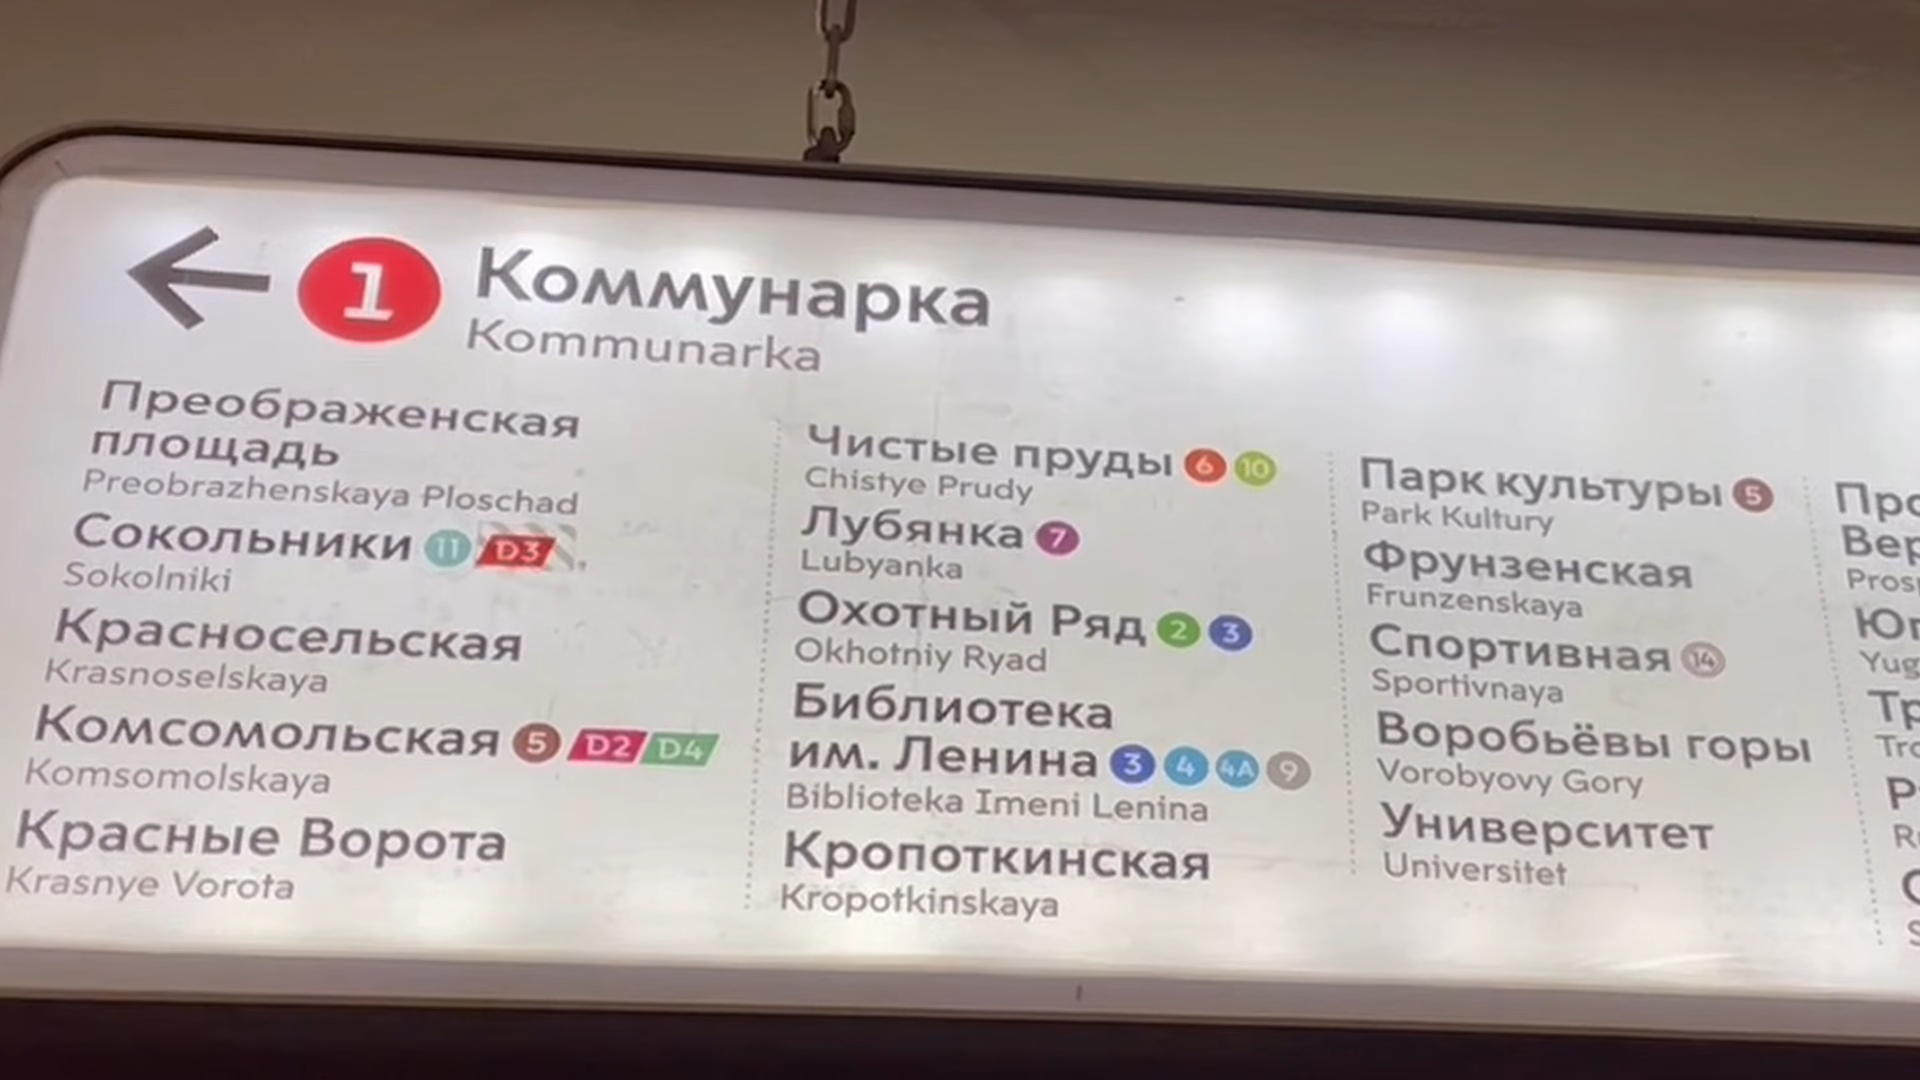 1 Коммунарка
Kommunarka
Преображенская
площадь
Preobrazhenskaya Ploschad
Сокольники 11 D3
Sokolniki
Красносельская
Krasnoselskaya
Комсомольская 5 D2 D4
Komsomolskaya
Красные Ворота
Krasnye Vorota
Чистые пруды 6 10
Chistye Prudy
Лубянка 7
Lubyanka
Охотный Ряд 2 3
Okhotniy Ryad
Библиотека
им. Ленина 3 4 4A 9
Biblioteka Imeni Lenina
Кропоткинская
Kropotkinskaya
Парк культуры 5
Park Kultury
Фрунзенская
Frunzenskaya
Спортивная 14
Sportivnaya
Воробьёвы горы
Vorobyovy Gory
Университет
Universitet